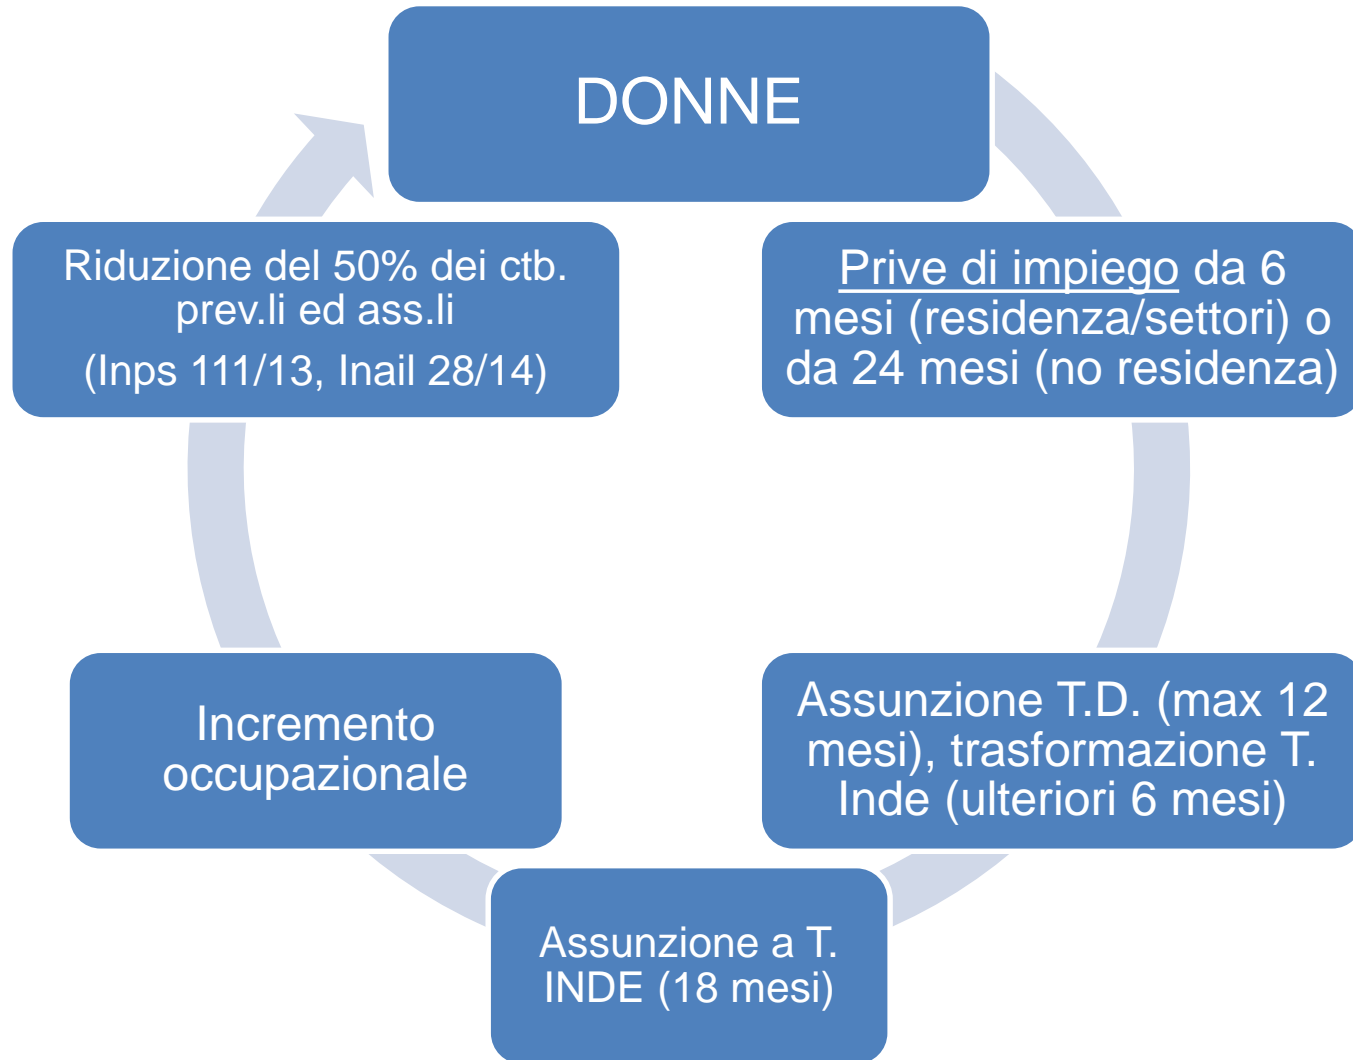 DONNE
Prive di impiego da 6
mesi (residenza/settori) o
da 24 mesi (no residenza)
Assunzione T.D. (max 12
mesi), trasformazione T.
Inde (ulteriori 6 mesi)
Assunzione a T.
INDE (18 mesi)
Incremento
occupazionale
Riduzione del 50% dei ctb.
prev.li ed ass.li
(Inps 111/13, Inail 28/14)